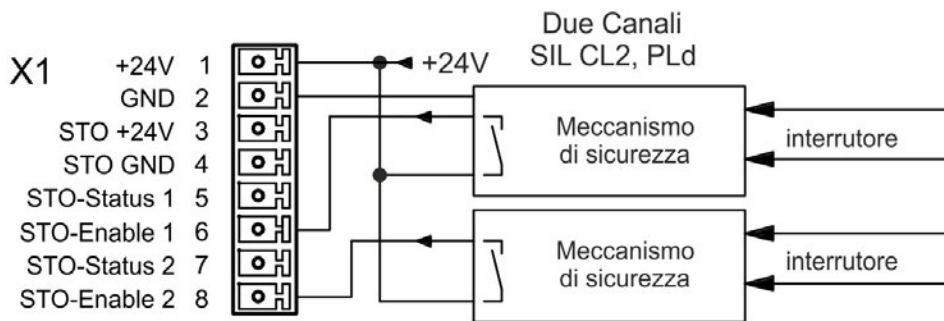 Due Canali
SIL CL2, PLd
X1
+24V 1
+24V
GND 2
STO +24V 3
STO GND 4
STO-Status 1 5
STO-Enable 1 6
STO-Status 2 7
STO-Enable 2 8
Meccanismo
di sicurezza
interrutore
Meccanismo
di sicurezza
interrutore